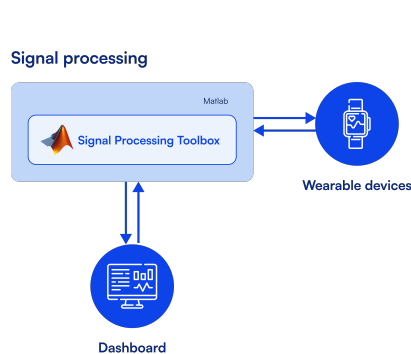 Signal processing
Matlab
Signal Processing Toolbox
Wearable devices
Dashboard